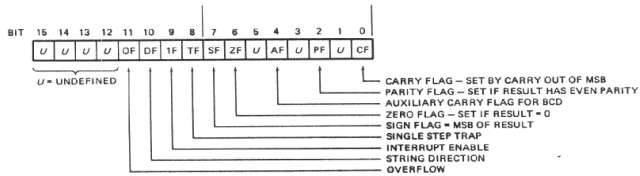 BIT 15 14 13 12 11 10 9 8 7 6 5 4 3 2 1 0
U U U U OF DF IF TF SF ZF U AF U PF U CF
U = UNDEFINED
CARRY FLAG – SET BY CARRY OUT OF MSB
PARITY FLAG – SET IF RESULT HAS EVEN PARITY
AUXILIARY CARRY FLAG FOR BCD
ZERO FLAG – SET IF RESULT = 0
SIGN FLAG = MSB OF RESULT
SINGLE STEP TRAP
INTERRUPT ENABLE
STRING DIRECTION
OVERFLOW